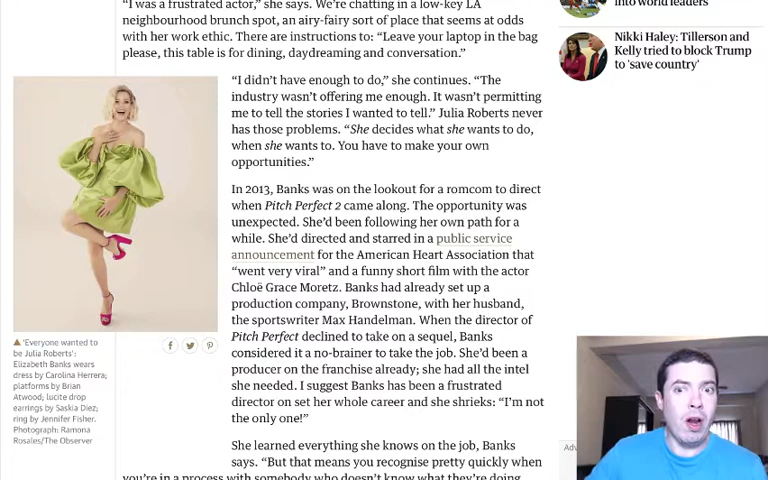 “I was a frustrated actor,” she says. We’re chatting in a low-key LA
neighbourhood brunch spot, an airy-fairy sort of place that seems at odds
with her work ethic. There are instructions to: “Leave your laptop in the bag
please, this table is for dining, daydreaming and conversation.”
“I didn’t have enough to do,” she continues. “The
industry wasn’t offering me enough. It wasn’t permitting
me to tell the stories I wanted to tell.” Julia Roberts never
has those problems. “She decides what she wants to do,
when she wants to. You have to make your own
opportunities.”
In 2013, Banks was on the lookout for a romcom to direct
when Pitch Perfect 2 came along. The opportunity was
unexpected. She’d been following her own path for a
while. She’d directed and starred in a public service
announcement for the American Heart Association that
“went very viral” and a funny short film with the actor
Chloë Grace Moretz. Banks had already set up a
production company, Brownstone, with her husband,
the sportswriter Max Handelman. When the director of
Pitch Perfect declined to take on a sequel, Banks
considered it a no-brainer to take the job. She’d been a
producer on the franchise already; she had all the intel
she needed. I suggest Banks has been a frustrated
director on set her whole career and she shrieks: “I’m not
the only one!”
She learned everything she knows on the job, Banks
says. “But that means you recognise pretty quickly when
you’re in a process with somebody who doesn’t know what they’re doing
▲ ‘Everyone wanted to
be Julia Roberts’:
Elizabeth Banks wears
dress by Carolina Herrera;
platforms by Brian
Atwood; lucite drop
earrings by Saskia Diez;
ring by Jennifer Fisher.
Photograph: Ramona
Rosales/The Observer
into world leaders
Nikki Haley: Tillerson and
Kelly tried to block Trump
to 'save country'